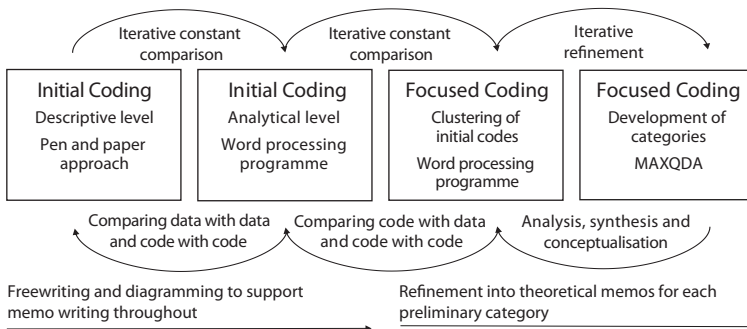 Iterative constant
comparison
Iterative constant
comparison
Iterative
refinement
Initial Coding
Descriptive level
Pen and paper
approach
Initial Coding
Analytical level
Word processing
programme
Focused Coding
Clustering of
initial codes
Word processing
programme
Focused Coding
Development of
categories
MAXQDA
Comparing data with data
and code with code
Comparing code with data
and code with code
Analysis, synthesis and
conceptualisation
Freewriting and diagramming to support
memo writing throughout
Refinement into theoretical memos for each
preliminary category